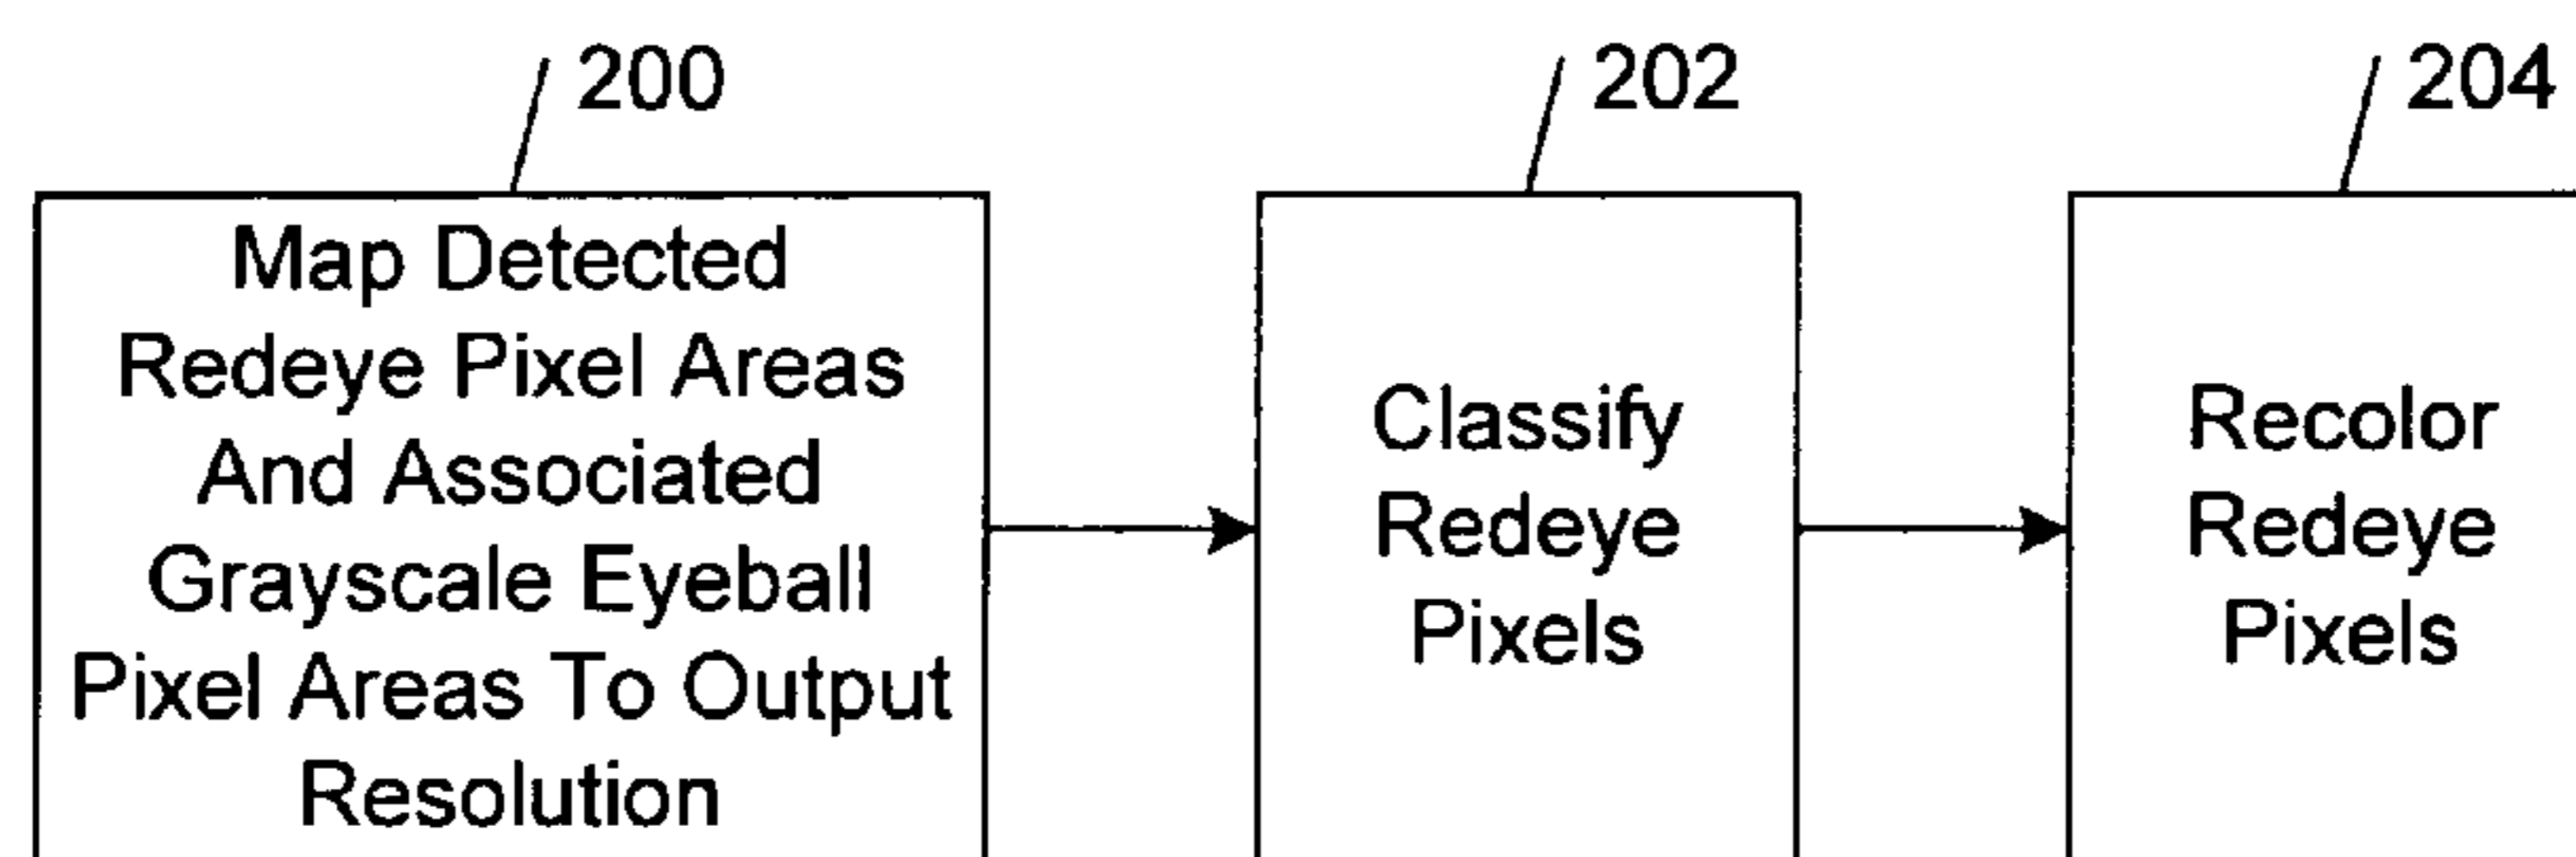 200
Map Detected
Redeye Pixel Areas
And Associated
Grayscale Eyeball
Pixel Areas To Output
Resolution
202
Classify
Redeye
Pixels
204
Recolor
Redeye
Pixels